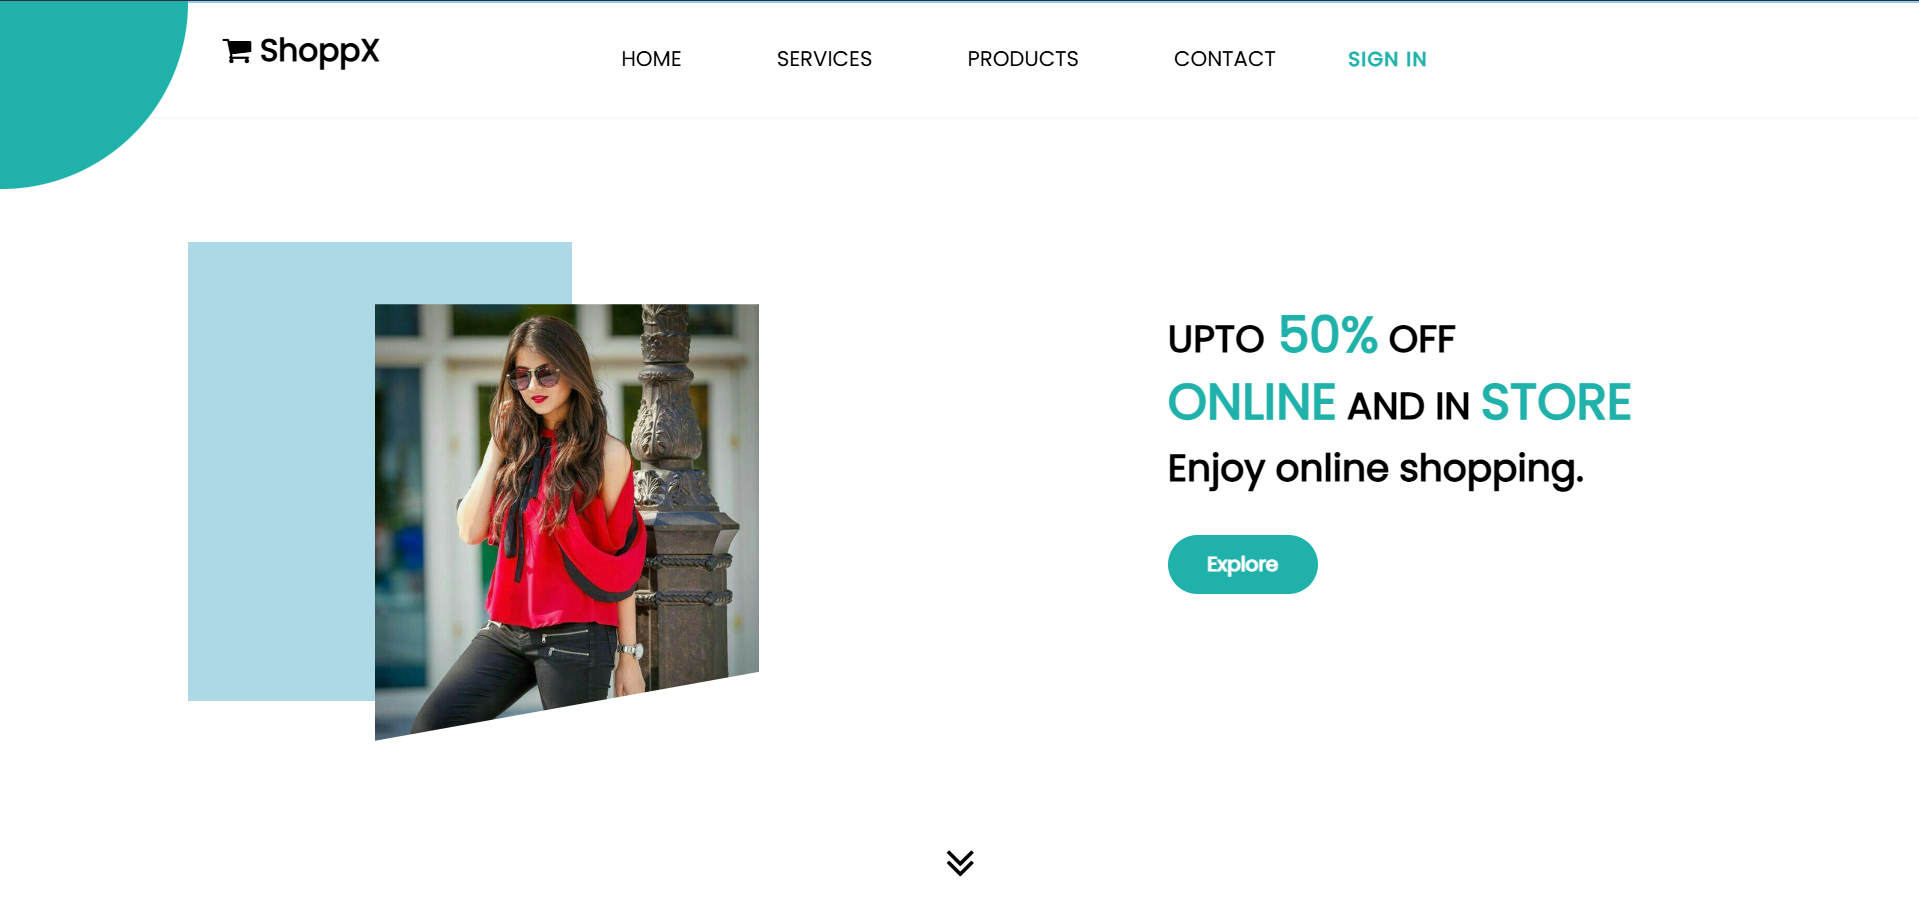 ShoppX
HOME SERVICES PRODUCTS CONTACT SIGN IN
UPTO 50% OFF
ONLINE AND IN STORE
Enjoy online shopping.
Explore